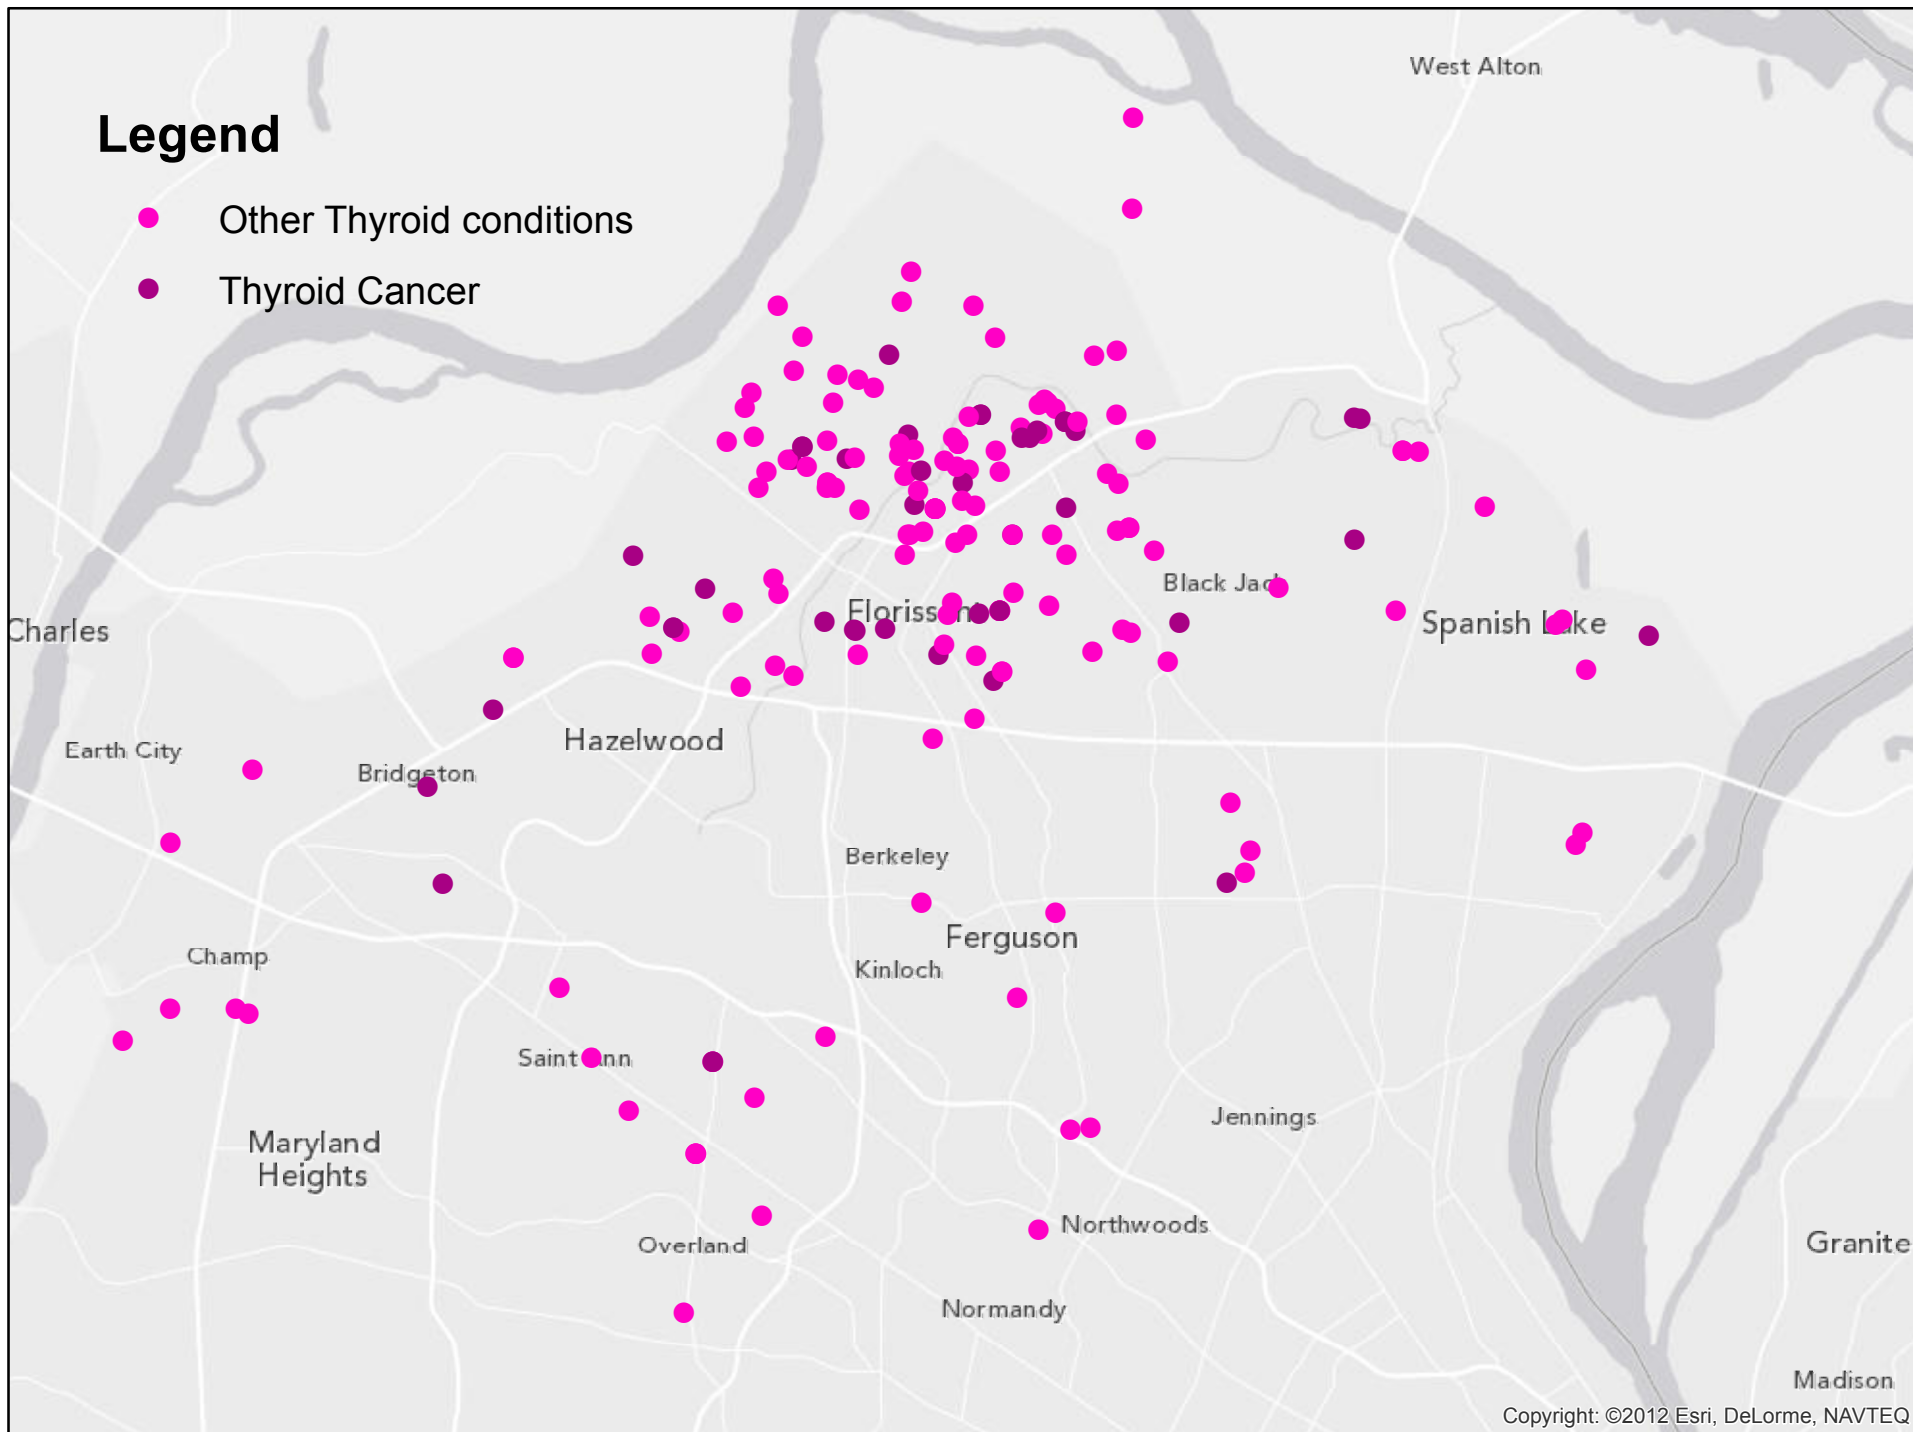 West Alton
Legend
Other Thyroid conditions
Thyroid Cancer
Black Jack
Florissant
Spanish Lake
Charles
Hazelwood
Earth City
Bridgeton
Berkeley
Ferguson
Champ
Kinloch
Saint Ann
Jennings
Maryland
Heights
Northwoods
Overland
Granite
Normandy
Madison
Copyright: ©2012 Esri, DeLorme, NAVTEQ